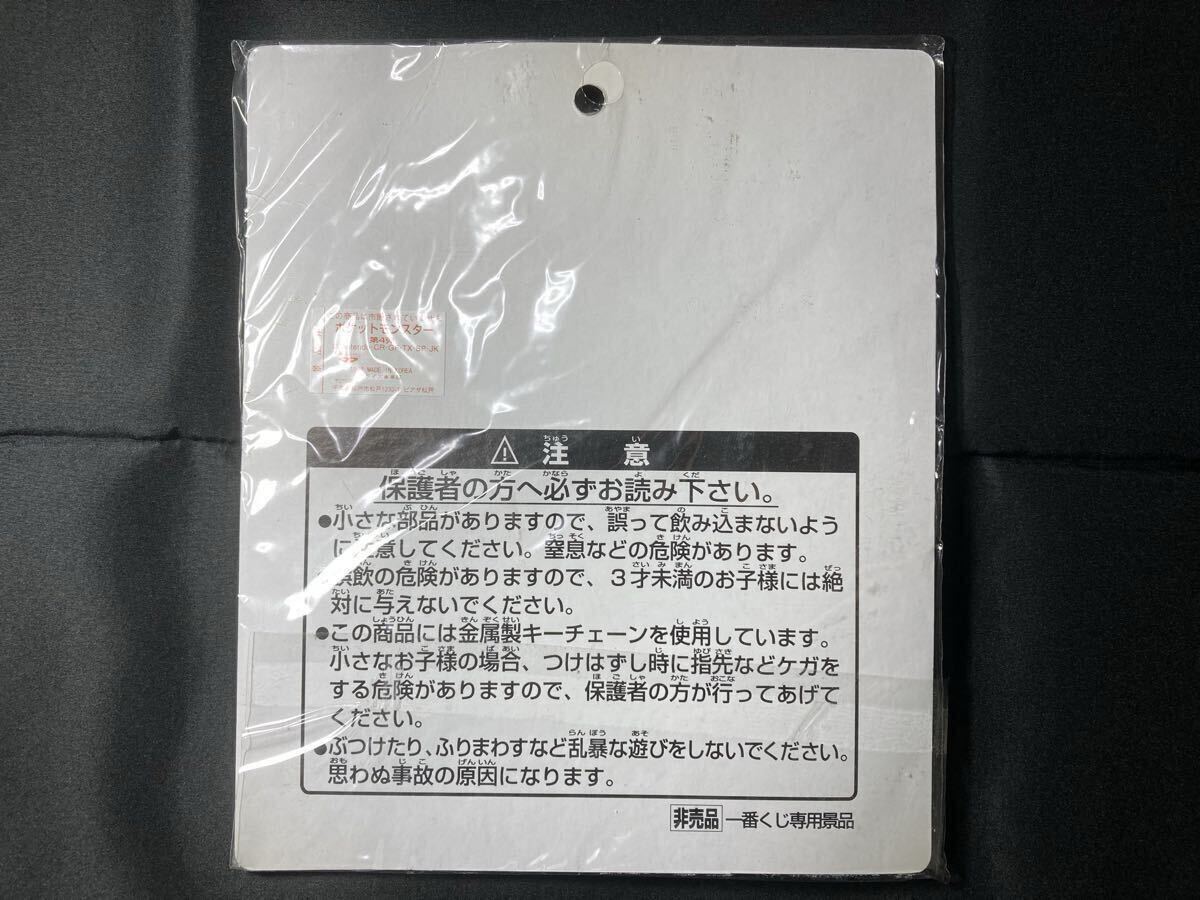 ポケットモンスター
MADE IN KOREA
注意
保護者の方へ必ずお読み下さい。
●小さな部品がありますので、誤って飲み込まないよう
に注意してください。窒息などの危険があります。
誤飲の危険がありますので、3才未満のお子様には絶
対に与えないでください。
●この商品には金属製キーチェーンを使用しています。
小さなお子様の場合、つけはずし時に指先などケガを
する危険がありますので、保護者の方が行ってあげて
ください。
●ぶつけたり、ふりまわすなど乱暴な遊びをしないでください。
思わぬ事故の原因になります。
非売品 一番くじ専用景品